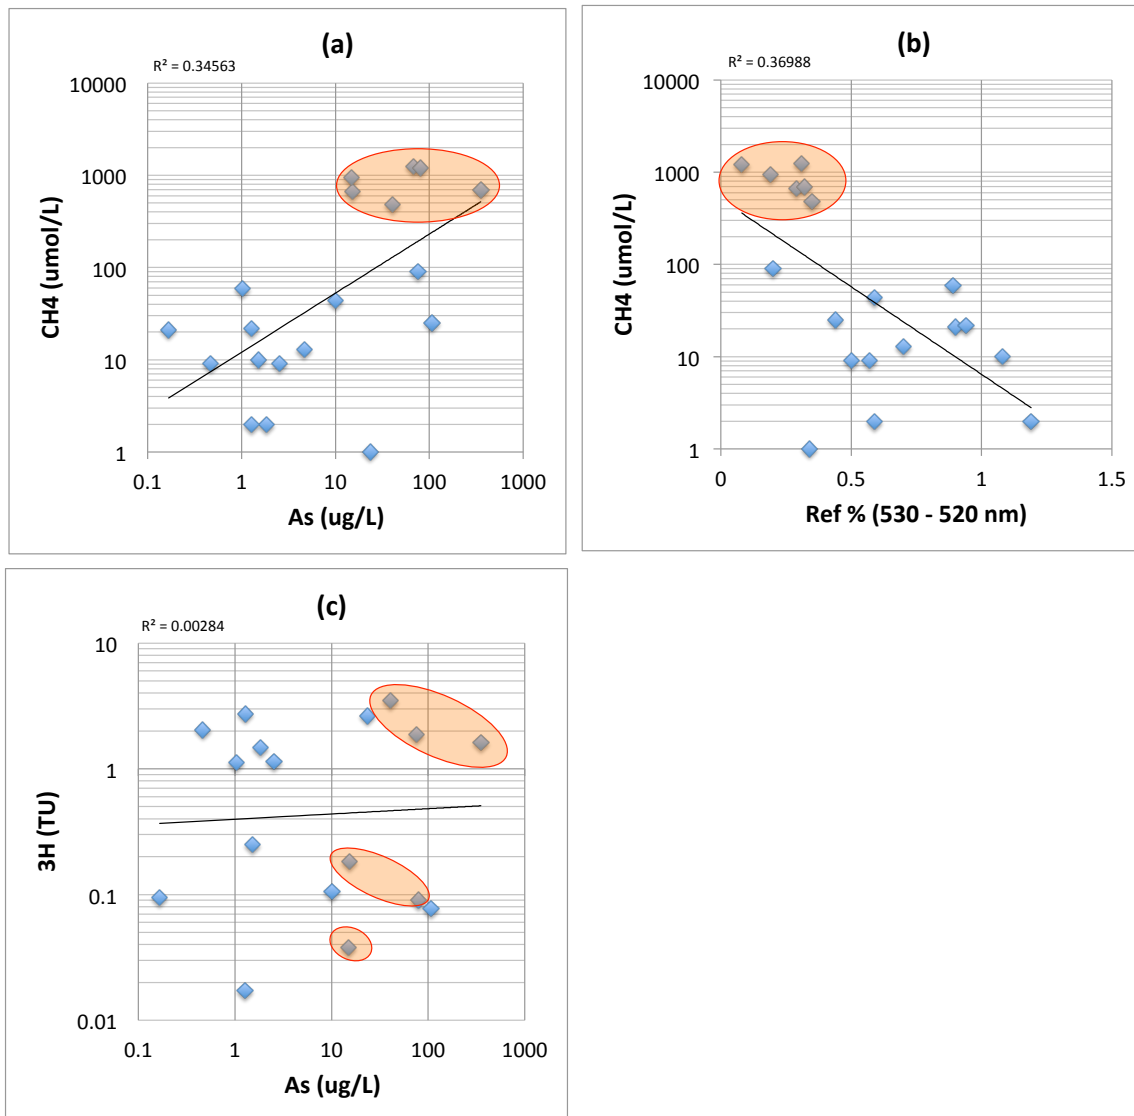 (a)
R² = 0.34563
10000
1000
100
10
1
0.1 1 10 100 1000
CH4 (umol/L)
As (ug/L)
(b)
R² = 0.36988
10000
1000
100
10
1
0 0.5 1 1.5
CH4 (umol/L)
Ref % (530 - 520 nm)
(c)
R² = 0.00284
10
1
0.1
0.01
0.1 1 10 100 1000
3H (TU)
As (ug/L)